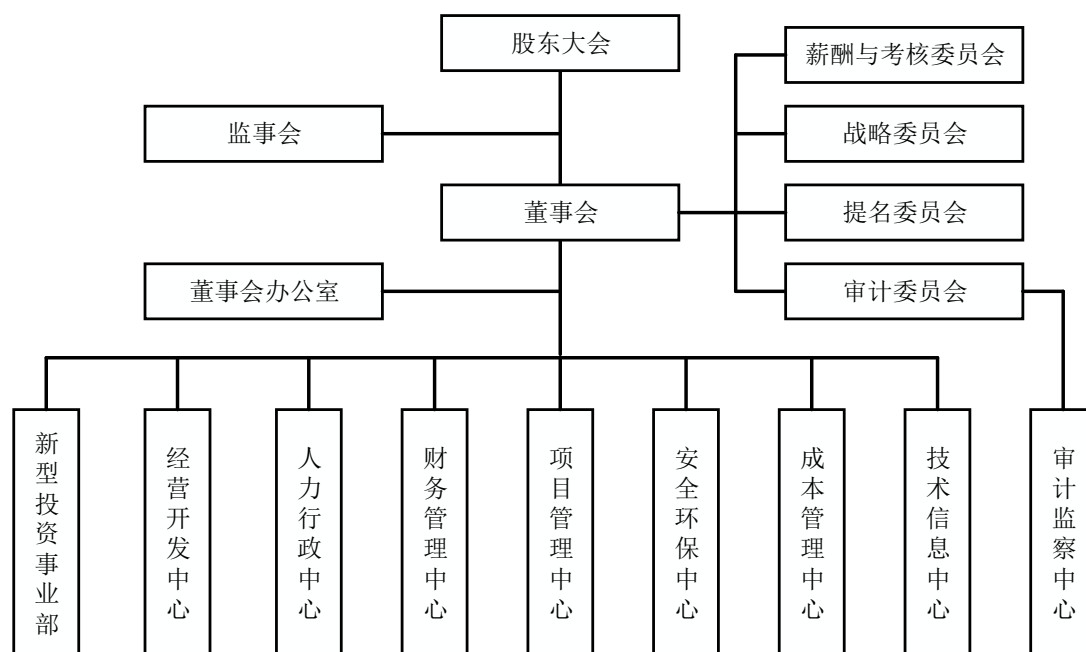 股东大会
薪酬与考核委员会
监事会
战略委员会
董事会
提名委员会
董事会办公室
审计委员会
新型投资事业部
经营开发中心
人力行政中心
财务管理中心
项目管理中心
安全环保中心
成本管理中心
技术信息中心
审计监察中心